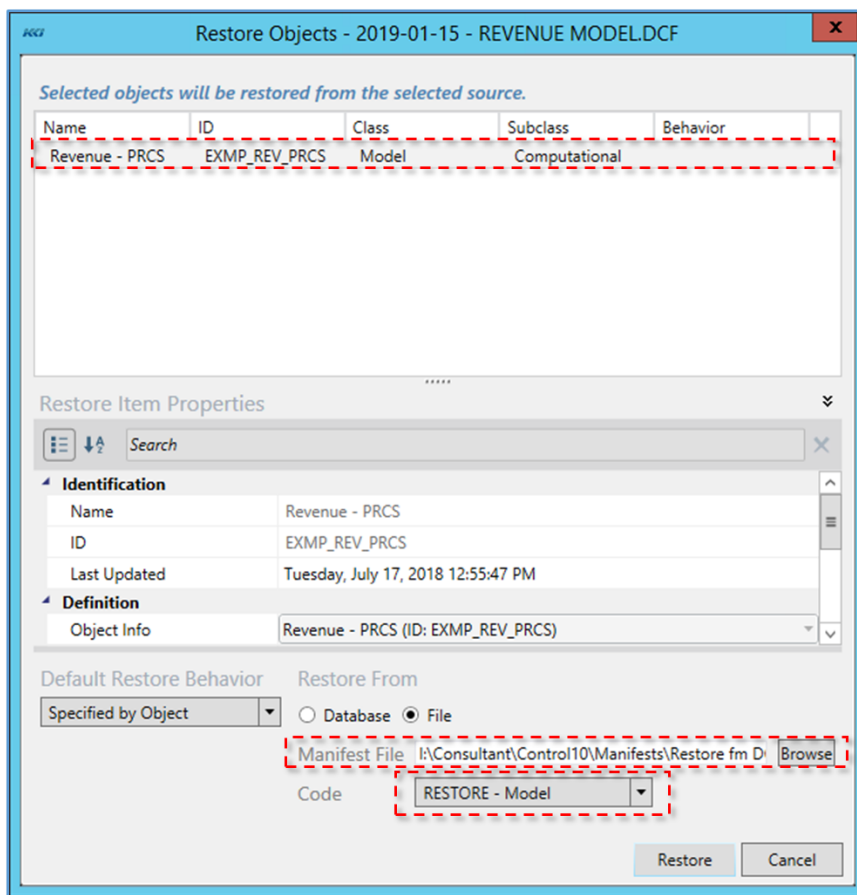 KCI Restore Objects - 2019-01-15 - REVENUE MODEL.DCF x
Selected objects will be restored from the selected source.
Name ID Class Subclass Behavior
Revenue - PRCS EXMP_REV_PRCS Model Computational
Restore Item Properties
Search
Identification
Name Revenue - PRCS
ID EXMP_REV_PRCS
Last Updated Tuesday, July 17, 2018 12:55:47 PM
Definition
Object Info Revenue - PRCS (ID: EXMP_REV_PRCS)
Default Restore Behavior Restore From
Specified by Object Database File
Manifest File I:\Consultant\Control10\Manifests\Restore fm Browse
Code RESTORE - Model
Restore Cancel